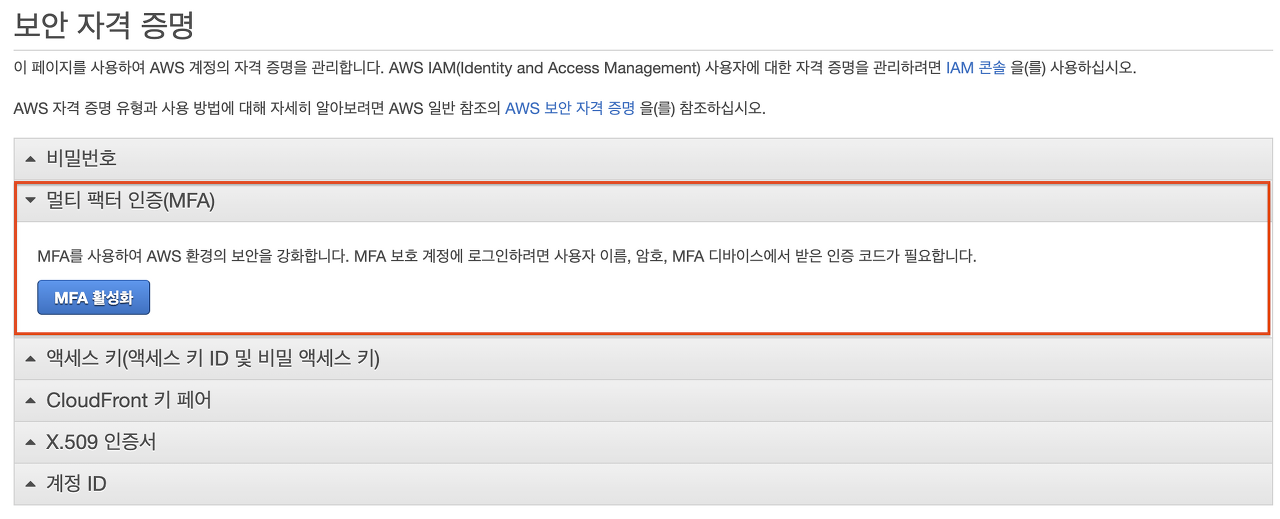 보안 자격 증명
이 페이지를 사용하여 AWS 계정의 자격 증명을 관리합니다. AWS IAM(Identity and Access Management) 사용자에 대한 자격 증명을 관리하려면 IAM 콘솔 을(를) 사용하십시오.
AWS 자격 증명 유형과 사용 방법에 대해 자세히 알아보려면 AWS 일반 참조의 AWS 보안 자격 증명 을(를) 참조하십시오.
비밀번호
멀티 팩터 인증(MFA)
MFA를 사용하여 AWS 환경의 보안을 강화합니다. MFA 보호 계정에 로그인하려면 사용자 이름, 암호, MFA 디바이스에서 받은 인증 코드가 필요합니다.
MFA 활성화
액세스 키(액세스 키 ID 및 비밀 액세스 키)
CloudFront 키 페어
X.509 인증서
계정 ID